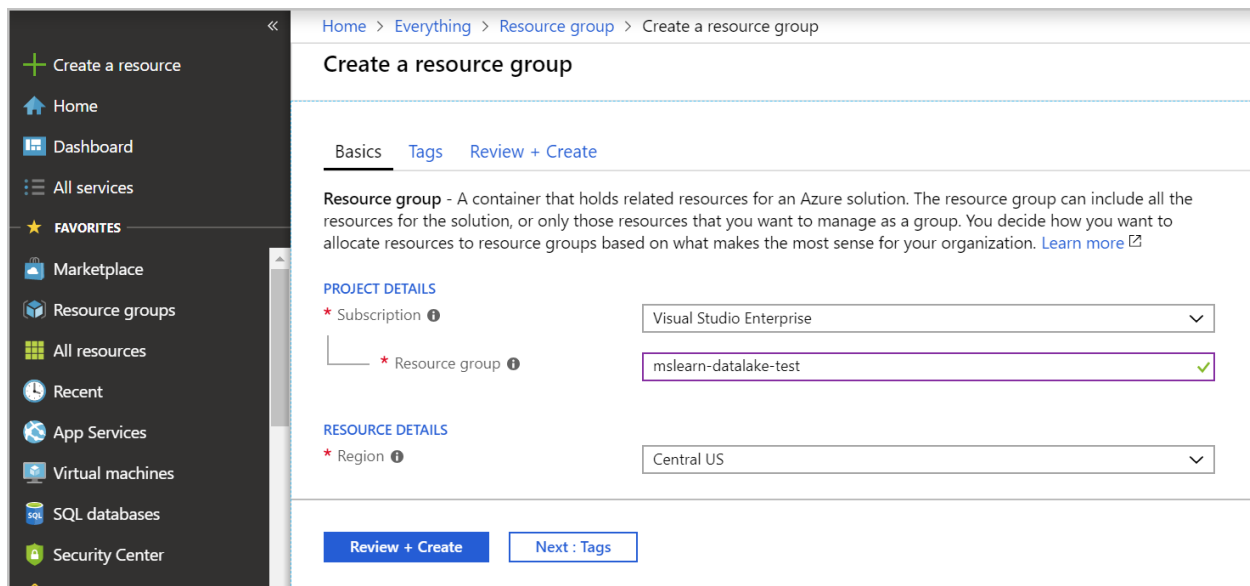 «
Create a resource
Home
Dashboard
All services
FAVORITES
Marketplace
Resource groups
All resources
Recent
App Services
Virtual machines
SQL
SQL databases
Security Center
Home > Everything > Resource group > Create a resource group
Create a resource group
Basics Tags Review + Create
Resource group - A container that holds related resources for an Azure solution. The resource group can include all the
resources for the solution, or only those resources that you want to manage as a group. You decide how you want to
allocate resources to resource groups based on what makes the most sense for your organization. Learn more
PROJECT DETAILS
* Subscription
Visual Studio Enterprise
* Resource group
mslearn-datalake-test
RESOURCE DETAILS
* Region
Central US
Review + Create
Next : Tags